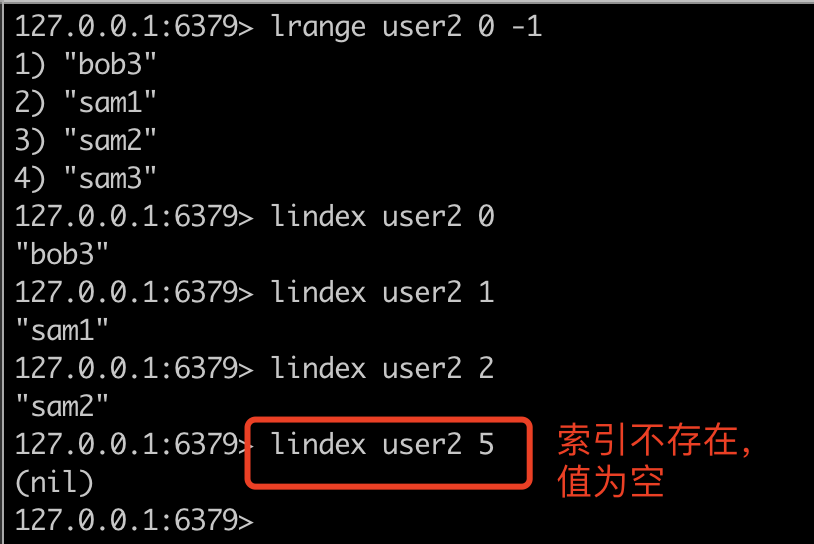 127.0.0.1:6379> lrange user2 0 -1
1) "bob3"
2) "sam1"
3) "sam2"
4) "sam3"
127.0.0.1:6379> lindex user2 0
"bob3"
127.0.0.1:6379> lindex user2 1
"sam1"
127.0.0.1:6379> lindex user2 2
"sam2"
127.0.0.1:6379> lindex user2 5
(nil)
127.0.0.1:6379>
索引不存在，
值为空